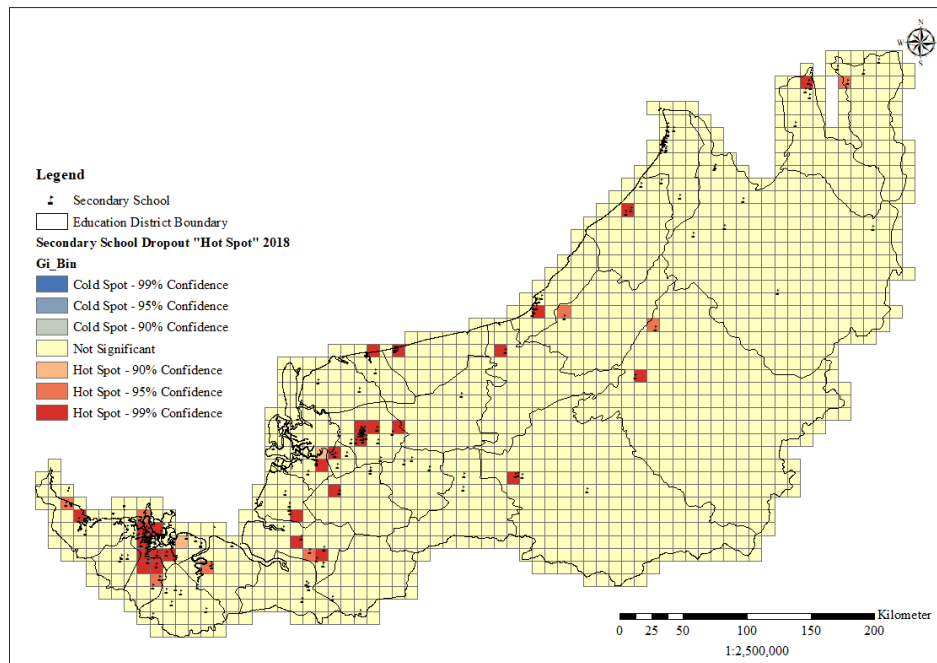 N
W
S
Legend
Secondary School
Education District Boundary
Secondary School Dropout "Hot Spot" 2018
Gi_Bin
Cold Spot - 99% Confidence
Cold Spot - 95% Confidence
Cold Spot - 90% Confidence
Not Significant
Hot Spot - 90% Confidence
Hot Spot - 95% Confidence
Hot Spot - 99% Confidence
Kilometer
0 25 50 100 150 200
1:2,500,000